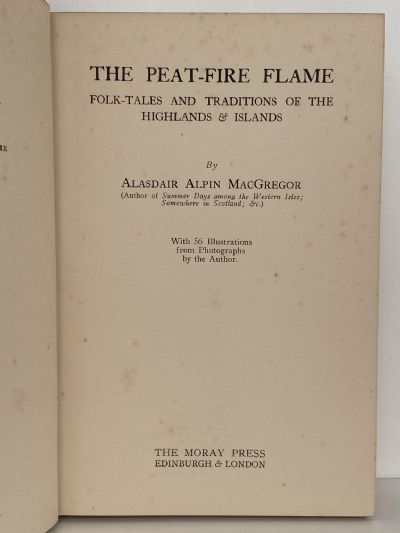 THE PEAT-FIRE FLAME
FOLK-TALES AND TRADITIONS OF THE
HIGHLANDS & ISLANDS
By
ALASDAIR ALPIN MACGREGOR
(Author of Summer Days among the Western Isles;
Somewhere in Scotland; &c.)
With 56 Illustrations
from Photographs
by the Author.
THE MORAY PRESS
EDINBURGH & LONDON